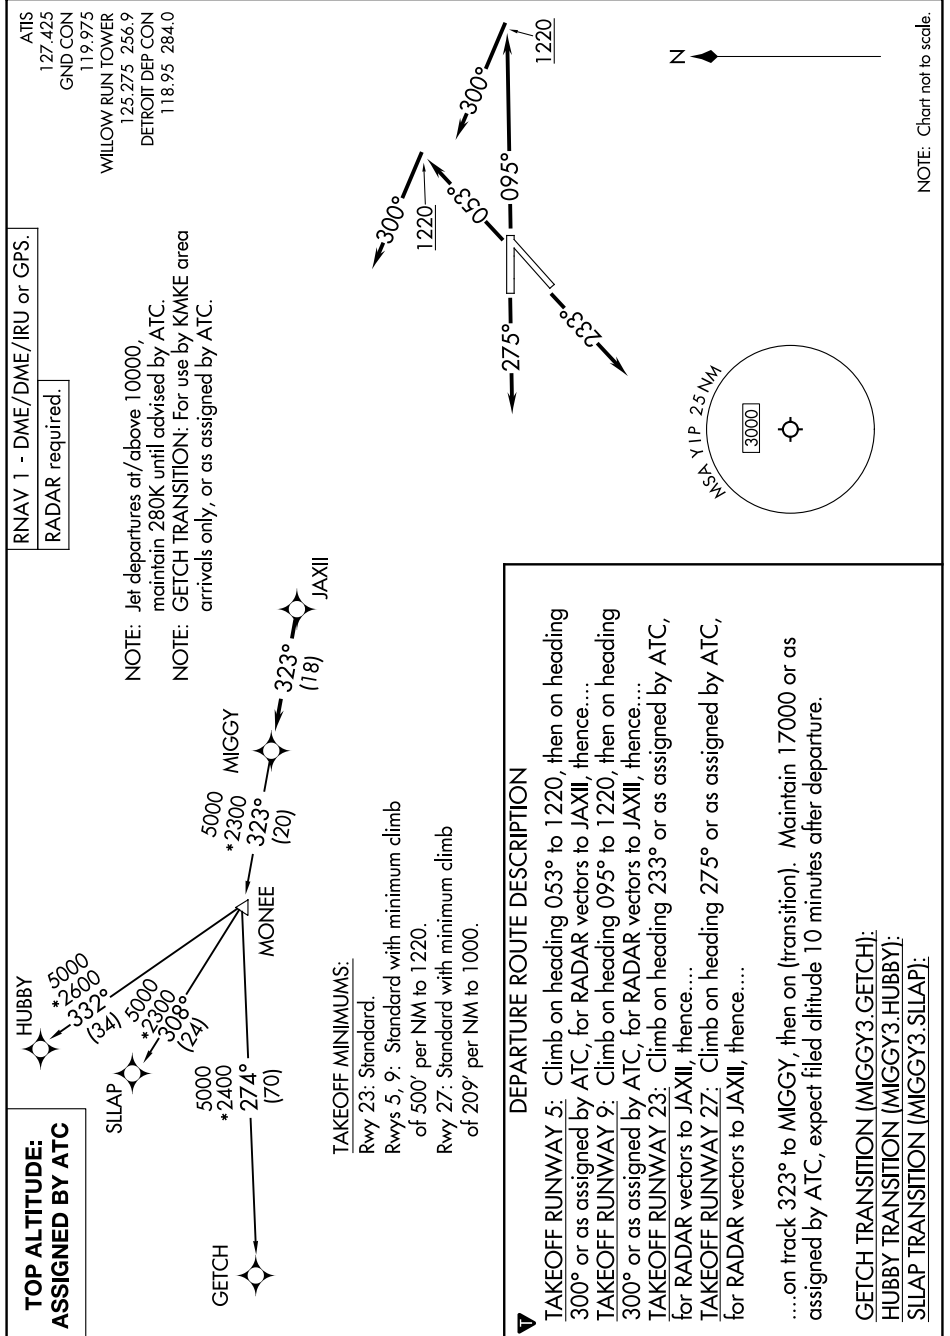 TOP ALTITUDE:
ASSIGNED BY ATC
RNAV 1 - DME/DME/IRU or GPS.
RADAR required.
ATIS
127.425
GND CON
119.975
WILLOW RUN TOWER
125.275 256.9
DETROIT DEP CON
118.95 284.0
NOTE: Jet departures at/above 10000,
maintain 280K until advised by ATC.
NOTE: GETCH TRANSITION: For use by KMKE area
arrivals only, or as assigned by ATC.
HUBBY
5000
*2600
332°
(34)
SLLAP
5000
*2300
308°
(24)
GETCH
5000
*2400
274°
(70)
MONEE
5000
*2300
323°
(20)
MIGGY
323°
(18)
JAXII
300°
1220
300°
1220
053°
095°
275°
233°
N
MSA YIP 25 NM
3000
NOTE: Chart not to scale.
TAKEOFF MINIMUMS:
Rwy 23: Standard.
Rwys 5, 9: Standard with minimum climb
of 500' per NM to 1220.
Rwy 27: Standard with minimum climb
of 209' per NM to 1000.
T
DEPARTURE ROUTE DESCRIPTION
TAKEOFF RUNWAY 5: Climb on heading 053° to 1220, then on heading
300° or as assigned by ATC, for RADAR vectors to JAXII, thence....
TAKEOFF RUNWAY 9: Climb on heading 095° to 1220, then on heading
300° or as assigned by ATC, for RADAR vectors to JAXII, thence....
TAKEOFF RUNWAY 23: Climb on heading 233° or as assigned by ATC,
for RADAR vectors to JAXII, thence....
TAKEOFF RUNWAY 27: Climb on heading 275° or as assigned by ATC,
for RADAR vectors to JAXII, thence....
....on track 323° to MIGGY, then on (transition). Maintain 17000 or as
assigned by ATC, expect filed altitude 10 minutes after departure.
GETCH TRANSITION (MIGGY3.GETCH):
HUBBY TRANSITION (MIGGY3.HUBBY):
SLLAP TRANSITION (MIGGY3.SLLAP):